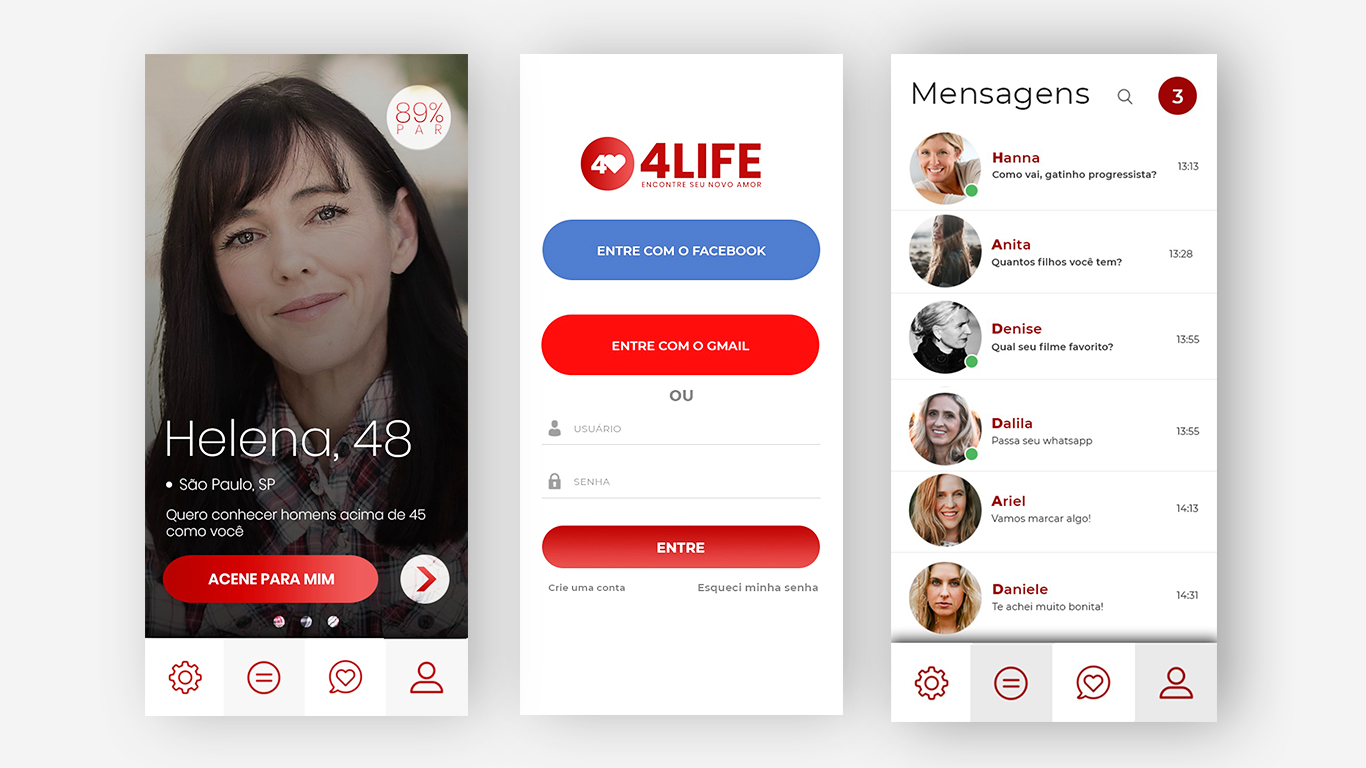 89%
PAR
Helena, 48
São Paulo, SP
Quero conhecer homens acima de 45
como você
ACENE PARA MIM
4
4LIFE
ENCONTRE SEU NOVO AMOR
ENTRE COM O FACEBOOK
ENTRE COM O GMAIL
OU
USUÁRIO
SENHA
ENTRE
Crie uma conta
Esqueci minha senha
Mensagens
3
Hanna
Como vai, gatinho progressista?
13:13
Anita
Quantos filhos você tem?
13:28
Denise
Qual seu filme favorito?
13:55
Dalila
Passa seu whatsapp
13:55
Ariel
Vamos marcar algo!
14:13
Daniele
Te achei muito bonita!
14:31